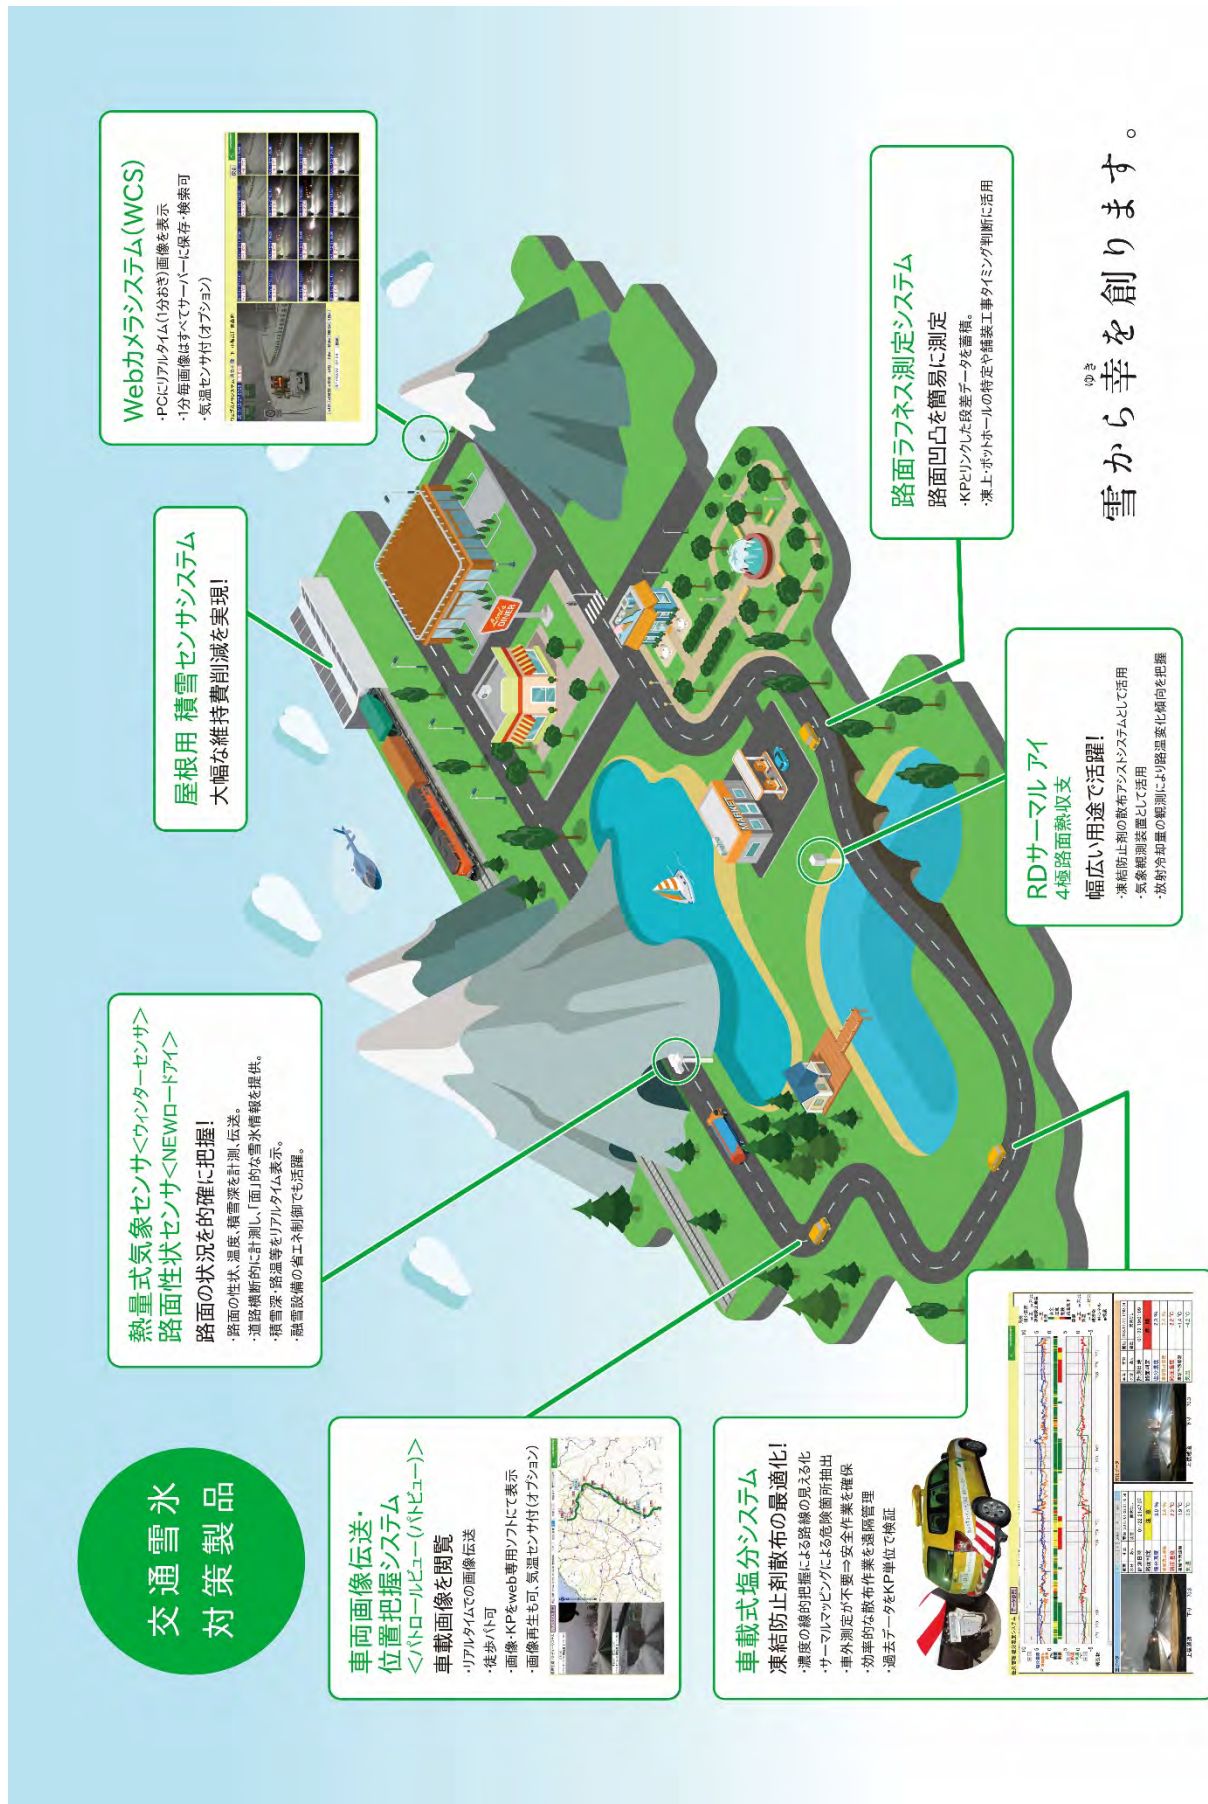 交通雪氷
対策製品
熱量式気象センサ<ウィンターセンサ>
路面性状センサ<NEWロードアイ>
路面の状況を的確に把握!
・路面の性状、温度、積雪深を計測、伝送。
・道路横断的に計測し、「面」的な雪氷情報を提供。
・積雪深・路温等をリアルタイム表示。
・融雪設備の省エネ制御でも活躍。
屋根用 積雪センサシステム
大幅な維持費削減を実現!
Webカメラシステム(WCS)
・PCにリアルタイム(1分おき)画像を表示
・1分毎画像はすべてサーバーに保存・検索可
・気温センサ付(オプション)
車両画像伝送・
位置把握システム
<パトロールビュー(パトビュー)>
車載画像を閲覧
・リアルタイムでの画像伝送
・徒歩パト可
・画像・KPをweb専用ソフトにて表示
・画像再生も可、気温センサ付(オプション)
車載式塩分システム
凍結防止剤散布の最適化!
・濃度の線的把握による路線の見える化
・サーマルマッピングによる危険箇所抽出
・車外測定が不要⇒安全作業を確保
・効率的な散布作業を遠隔管理
・過去データをKP単位で検証
RDサーマル アイ
4極路面熱収支
幅広い用途で活躍!
・凍結防止剤の散布アシストシステムとして活用
・気象観測装置として活用
・放射冷却量の観測により路温変化傾向を把握
路面ラフネス測定システム
路面凹凸を簡易に測定
・KPとリンクした段差データを蓄積。
・凍上・ポットホールの特定や舗装工事タイミング判断に活用
DINER
MARKET
ゆき
雪から幸を創ります。